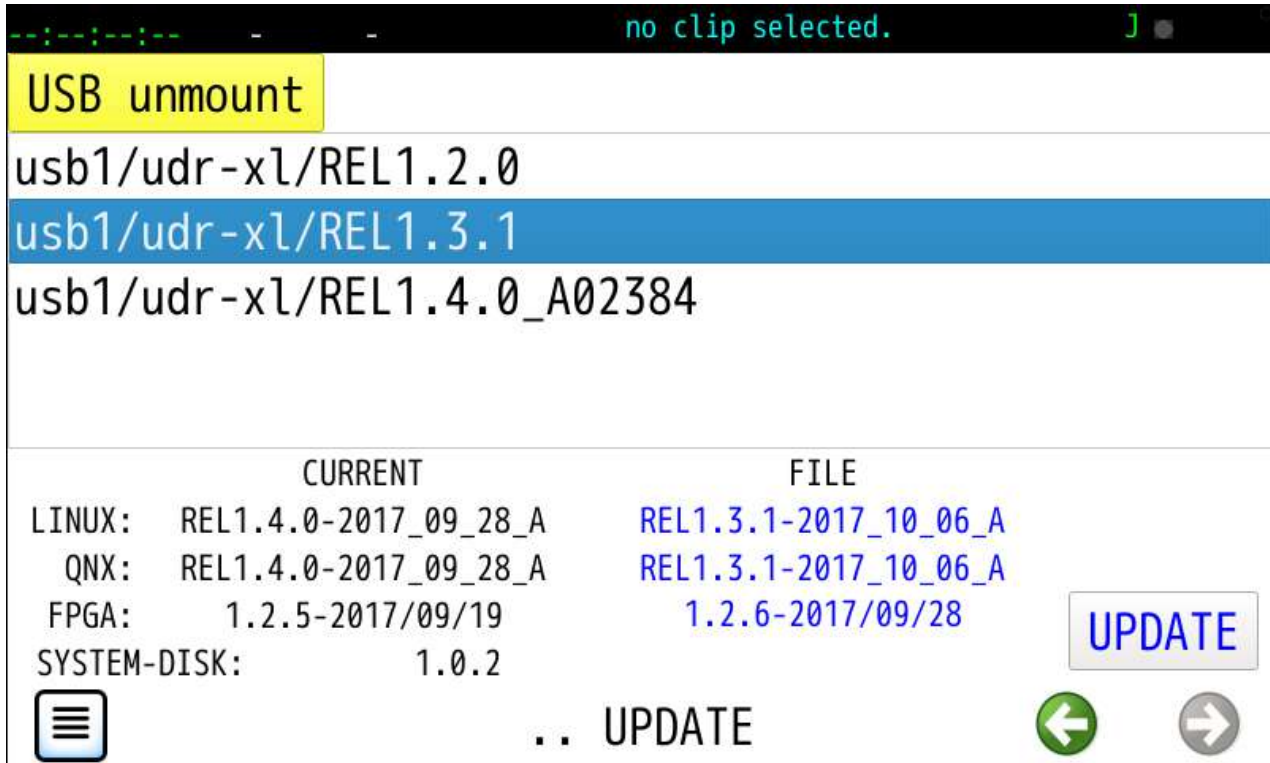 --:--:--:-- - - no clip selected. J
USB unmount
usb1/udr-xl/REL1.2.0
usb1/udr-xl/REL1.3.1
usb1/udr-xl/REL1.4.0_A02384
CURRENT FILE
LINUX: REL1.4.0-2017_09_28_A REL1.3.1-2017_10_06_A
QNX: REL1.4.0-2017_09_28_A REL1.3.1-2017_10_06_A
FPGA: 1.2.5-2017/09/19 1.2.6-2017/09/28
UPDATE
SYSTEM-DISK: 1.0.2
.. UPDATE